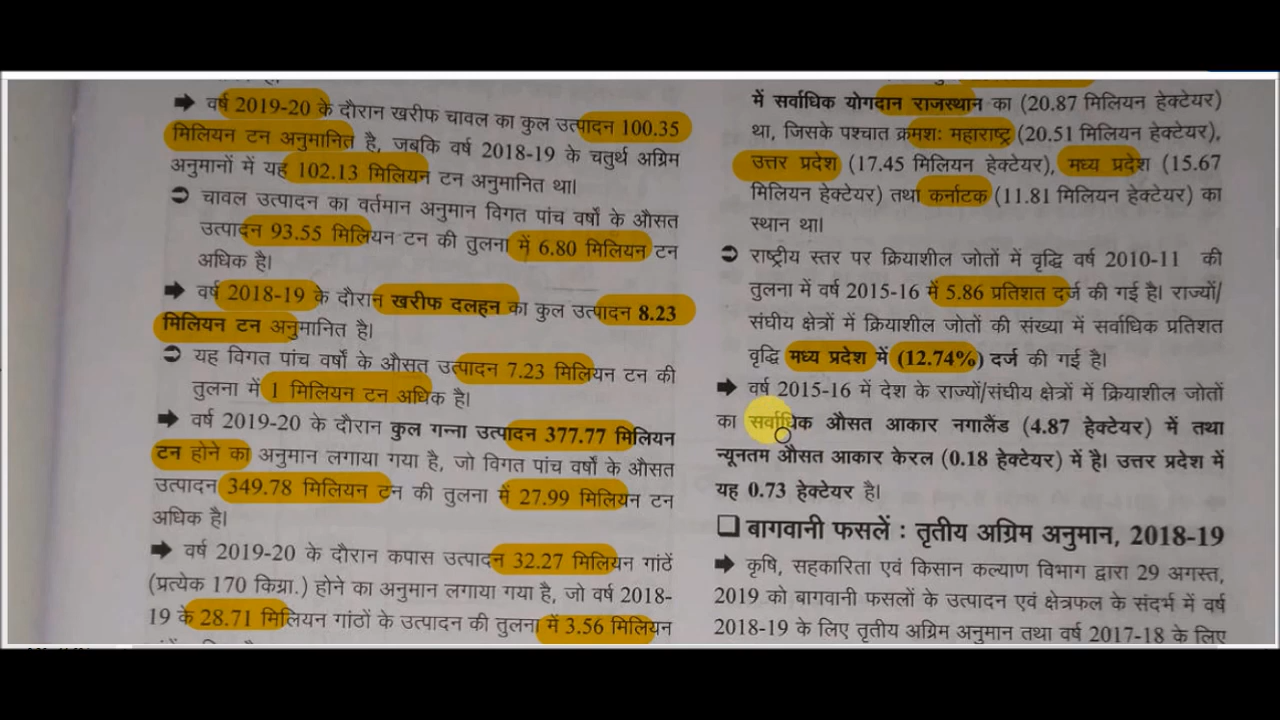 ➡ वर्ष 2019-20 के दौरान खरीफ चावल का कुल उत्पादन 100.35
मिलियन टन अनुमानित है, जबकि वर्ष 2018-19 के चतुर्थ अग्रिम
अनुमानों में यह 102.13 मिलियन टन अनुमानित था।
➲ चावल उत्पादन का वर्तमान अनुमान विगत पांच वर्षों के औसत
उत्पादन 93.55 मिलियन टन की तुलना में 6.80 मिलियन टन
अधिक है।
➡ वर्ष 2018-19 के दौरान खरीफ दलहन का कुल उत्पादन 8.23
मिलियन टन अनुमानित है।
➲ यह विगत पांच वर्षों के औसत उत्पादन 7.23 मिलियन टन की
तुलना में 1 मिलियन टन अधिक है।
➡ वर्ष 2019-20 के दौरान कुल गन्ना उत्पादन 377.77 मिलियन
टन होने का अनुमान लगाया गया है, जो विगत पांच वर्षों के औसत
उत्पादन 349.78 मिलियन टन की तुलना में 27.99 मिलियन टन
अधिक है।
➡ वर्ष 2019-20 के दौरान कपास उत्पादन 32.27 मिलियन गांठें
(प्रत्येक 170 किग्रा.) होने का अनुमान लगाया गया है, जो वर्ष 2018-
19 के 28.71 मिलियन गांठों के उत्पादन की तुलना में 3.56 मिलियन
में सर्वाधिक योगदान राजस्थान का (20.87 मिलियन हेक्टेयर)
था, जिसके पश्चात क्रमशः महाराष्ट्र (20.51 मिलियन हेक्टेयर),
उत्तर प्रदेश (17.45 मिलियन हेक्टेयर), मध्य प्रदेश (15.67
मिलियन हेक्टेयर) तथा कर्नाटक (11.81 मिलियन हेक्टेयर) का
स्थान था।
➲ राष्ट्रीय स्तर पर क्रियाशील जोतों में वृद्धि वर्ष 2010-11 की
तुलना में वर्ष 2015-16 में 5.86 प्रतिशत दर्ज की गई है। राज्यों/
संघीय क्षेत्रों में क्रियाशील जोतों की संख्या में सर्वाधिक प्रतिशत
वृद्धि मध्य प्रदेश में (12.74%) दर्ज की गई है।
➡ वर्ष 2015-16 में देश के राज्यों/संघीय क्षेत्रों में क्रियाशील जोतों
का सर्वाधिक औसत आकार नगालैंड (4.87 हेक्टेयर) में तथा
न्यूनतम औसत आकार केरल (0.18 हेक्टेयर) में है। उत्तर प्रदेश में
यह 0.73 हेक्टेयर है।
❑ बागवानी फसलें : तृतीय अग्रिम अनुमान, 2018-19
➡ कृषि, सहकारिता एवं किसान कल्याण विभाग द्वारा 29 अगस्त,
2019 को बागवानी फसलों के उत्पादन एवं क्षेत्रफल के संदर्भ में वर्ष
2018-19 के लिए तृतीय अग्रिम अनुमान तथा वर्ष 2017-18 के लिए